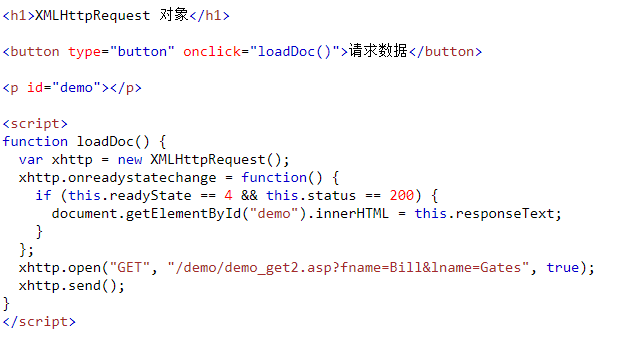 <h1>XMLHttpRequest 对象</h1>
<button type="button" onclick="loadDoc()">请求数据</button>
<p id="demo"></p>
<script>
function loadDoc() {
  var xhttp = new XMLHttpRequest();
  xhttp.onreadystatechange = function() {
    if (this.readyState == 4 && this.status == 200) {
      document.getElementById("demo").innerHTML = this.responseText;
    }
  };
  xhttp.open("GET", "/demo/demo_get2.asp?fname=Bill&lname=Gates", true);
  xhttp.send();
}
</script>